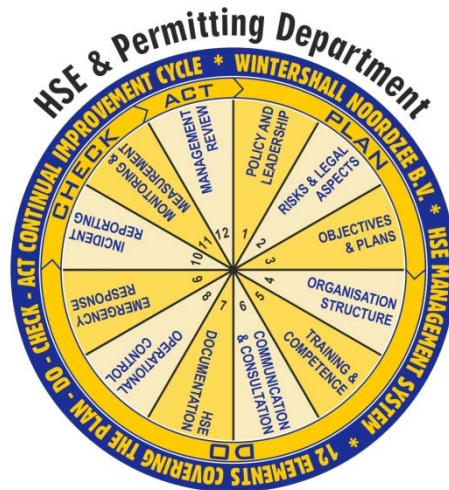 HSE & Permitting Department
* WINTERSHALL NOORDZEE B.V. * HSE MANAGEMENT SYSTEM * 12 ELEMENTS COVERING THE PLAN - DO - CHECK - ACT CONTINUAL IMPROVEMENT CYCLE
PLAN
DO
CHECK
ACT
POLICY AND
LEADERSHIP
1
RISKS & LEGAL
ASPECTS
2
OBJECTIVES
& PLANS
3
ORGANISATION
STRUCTURE
4
TRAINING &
COMPETENCE
5
COMMUNICATION
& CONSULTATION
6
HSE
DOCUMENTATION
7
OPERATIONAL
CONTROL
8
EMERGENCY
RESPONSE
9
INCIDENT
REPORTING
10
MONITORING &
MEASUREMENT
11
MANAGEMENT
REVIEW
12